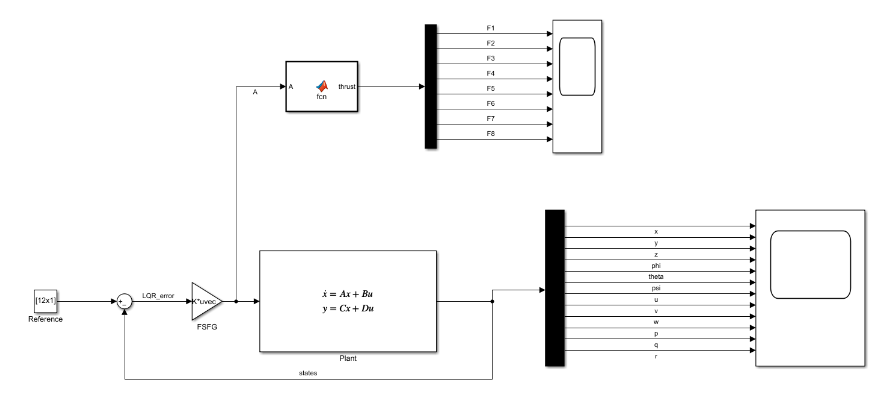 F1
F2
F3
F4
F5
F6
F7
F8
A
A
thrust
fcn
x
y
z
phi
theta
psi
u
v
w
p
q
r
[12x1]
Reference
+
−
LQR_error
K*uvec
FSFG
ẋ = Ax + Bu
y = Cx + Du
Plant
states